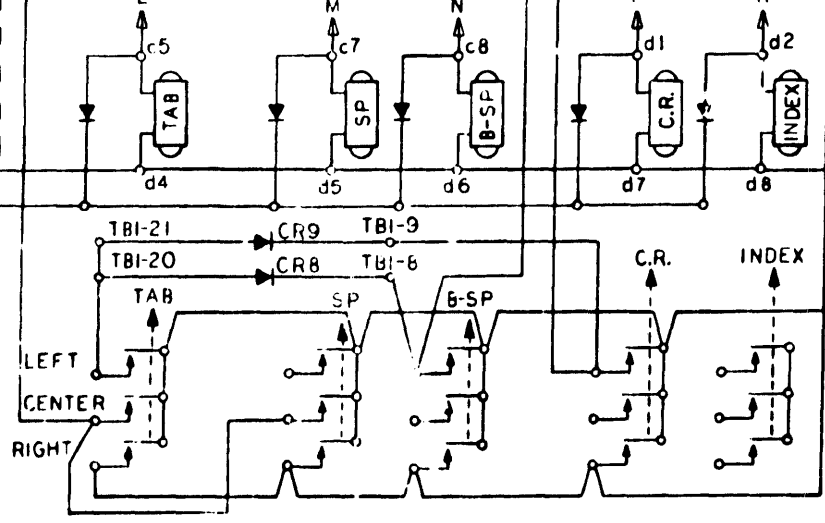 M N
c5 c7 c8 d1 d2
TAB SP B-SP C.R. INDEX
d4 d5 d6 d7 d8
TB1-21 CR9 TB1-9
TB1-20 CR8 TB1-8
C.R. INDEX
TAB SP B-SP
LEFT
CENTER
RIGHT